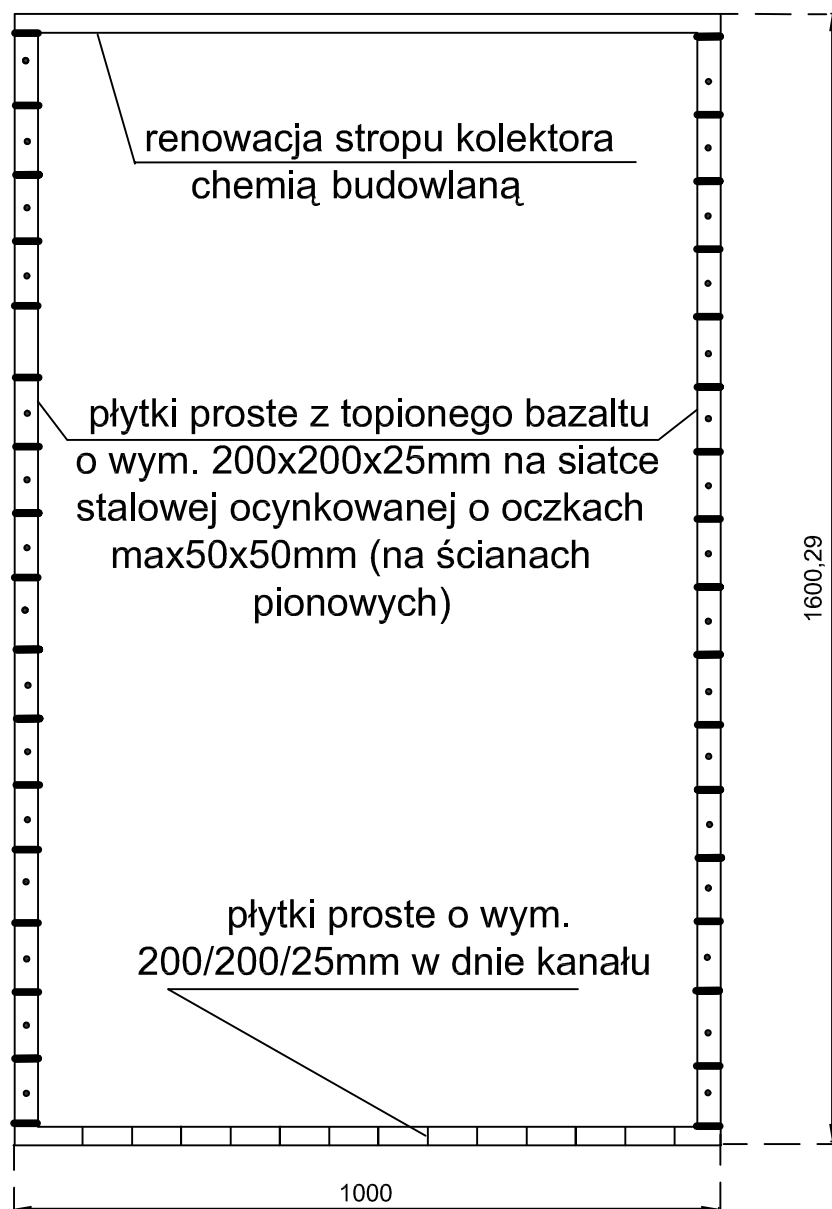 renowacja stropu kolektora
chemią budowlaną
płytki proste z topionego bazaltu
o wym. 200x200x25mm na siatce
stalowej ocynkowanej o oczkach
max50x50mm (na ścianach
pionowych)
1600,29
płytki proste o wym.
200/200/25mm w dnie kanału
1000